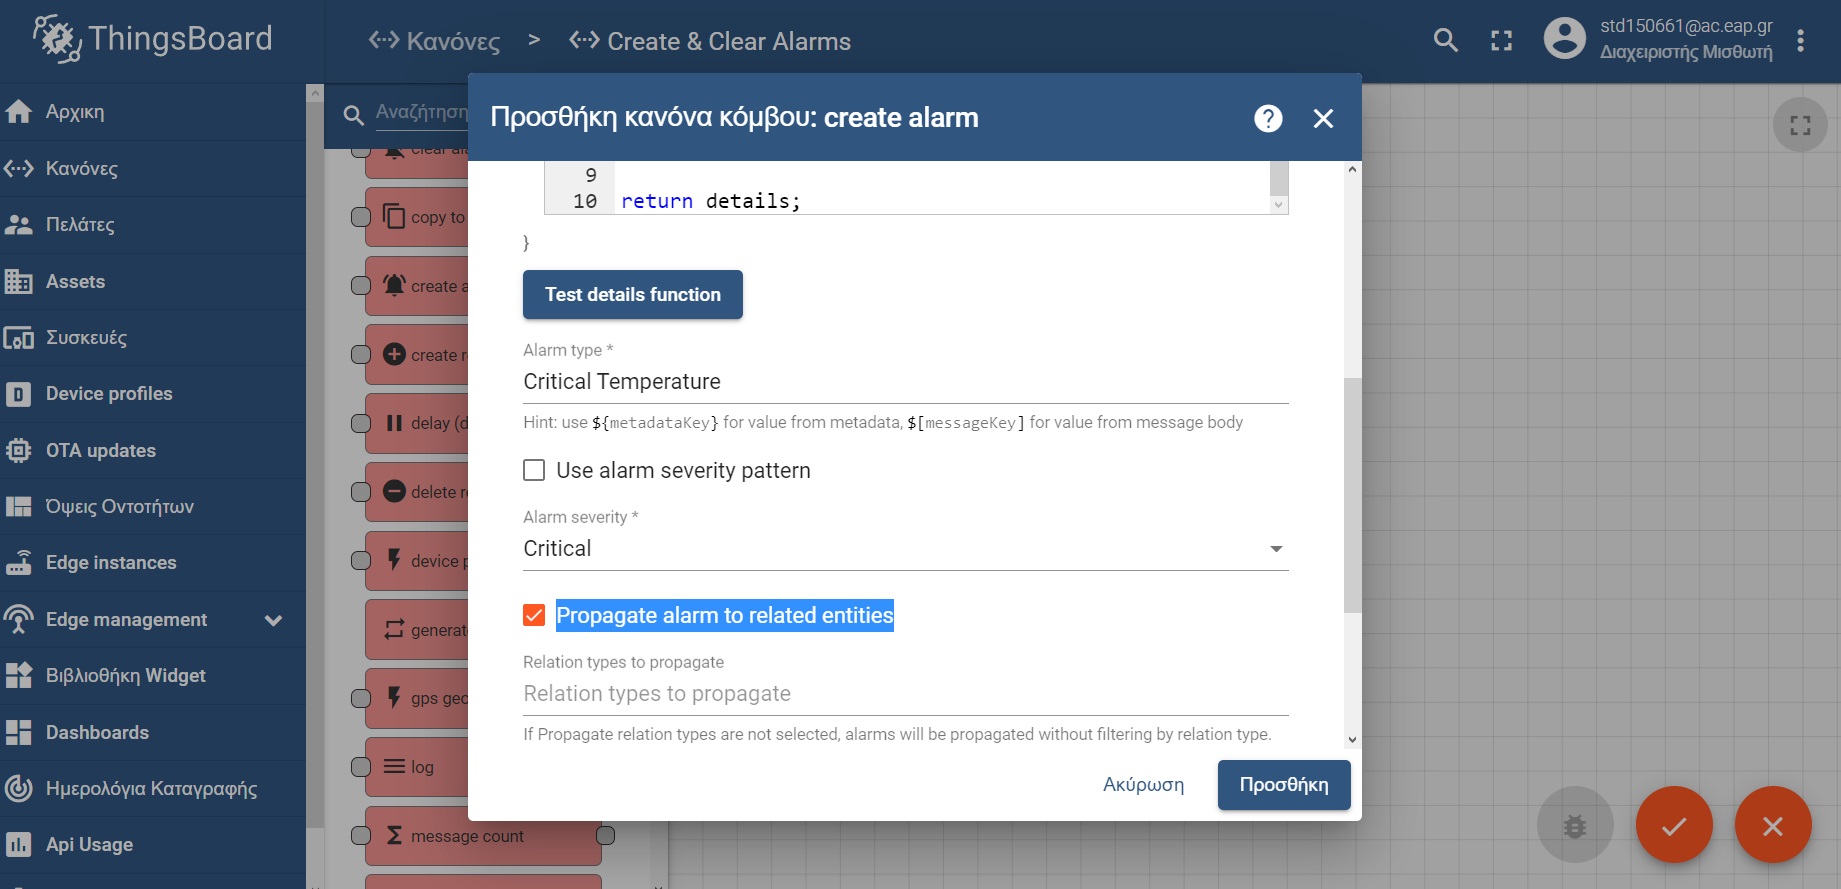 ThingsBoard
Κανόνες > Create & Clear Alarms
std150661@ac.eap.gr
Διαχειριστής Μισθωτή
Αρχικη
Κανόνες
Πελάτες
Assets
Συσκευές
Device profiles
OTA updates
Όψεις Οντοτήτων
Edge instances
Edge management
Βιβλιοθήκη Widget
Dashboards
Ημερολόγια Καταγραφής
Api Usage
Αναζήτηση
copy to
create
create
delay
delete
device
gps
log
message count
Προσθήκη κανόνα κόμβου: create alarm
9
10 return details;
}
Test details function
Alarm type *
Critical Temperature
Hint: use ${metadataKey} for value from metadata, $[messageKey] for value from message body
Use alarm severity pattern
Alarm severity *
Critical
Propagate alarm to related entities
Relation types to propagate
Relation types to propagate
If Propagate relation types are not selected, alarms will be propagated without filtering by relation type.
Ακύρωση
Προσθήκη